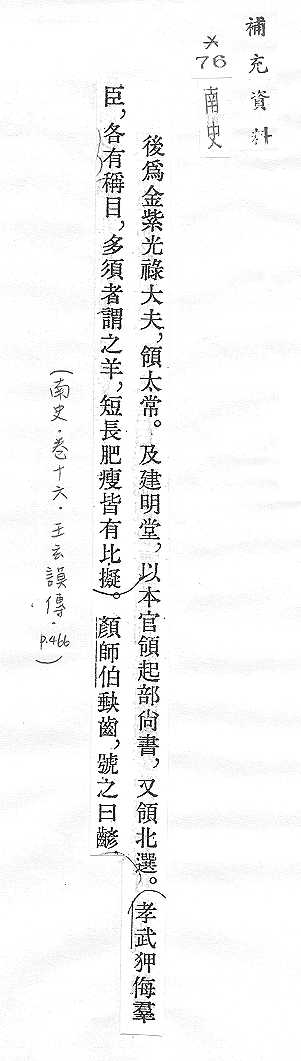 補充資料
*76
南史
後爲金紫光祿大夫,領太常。及建明堂,以本官領起部尚書,又領北選。(孝武狎侮羣
臣,各有稱目,多須者謂之羊,短長肥瘦皆有比擬。)顏師伯缺齒,號之曰齴,
(南史·卷十六·王玄謨傳·P.466)